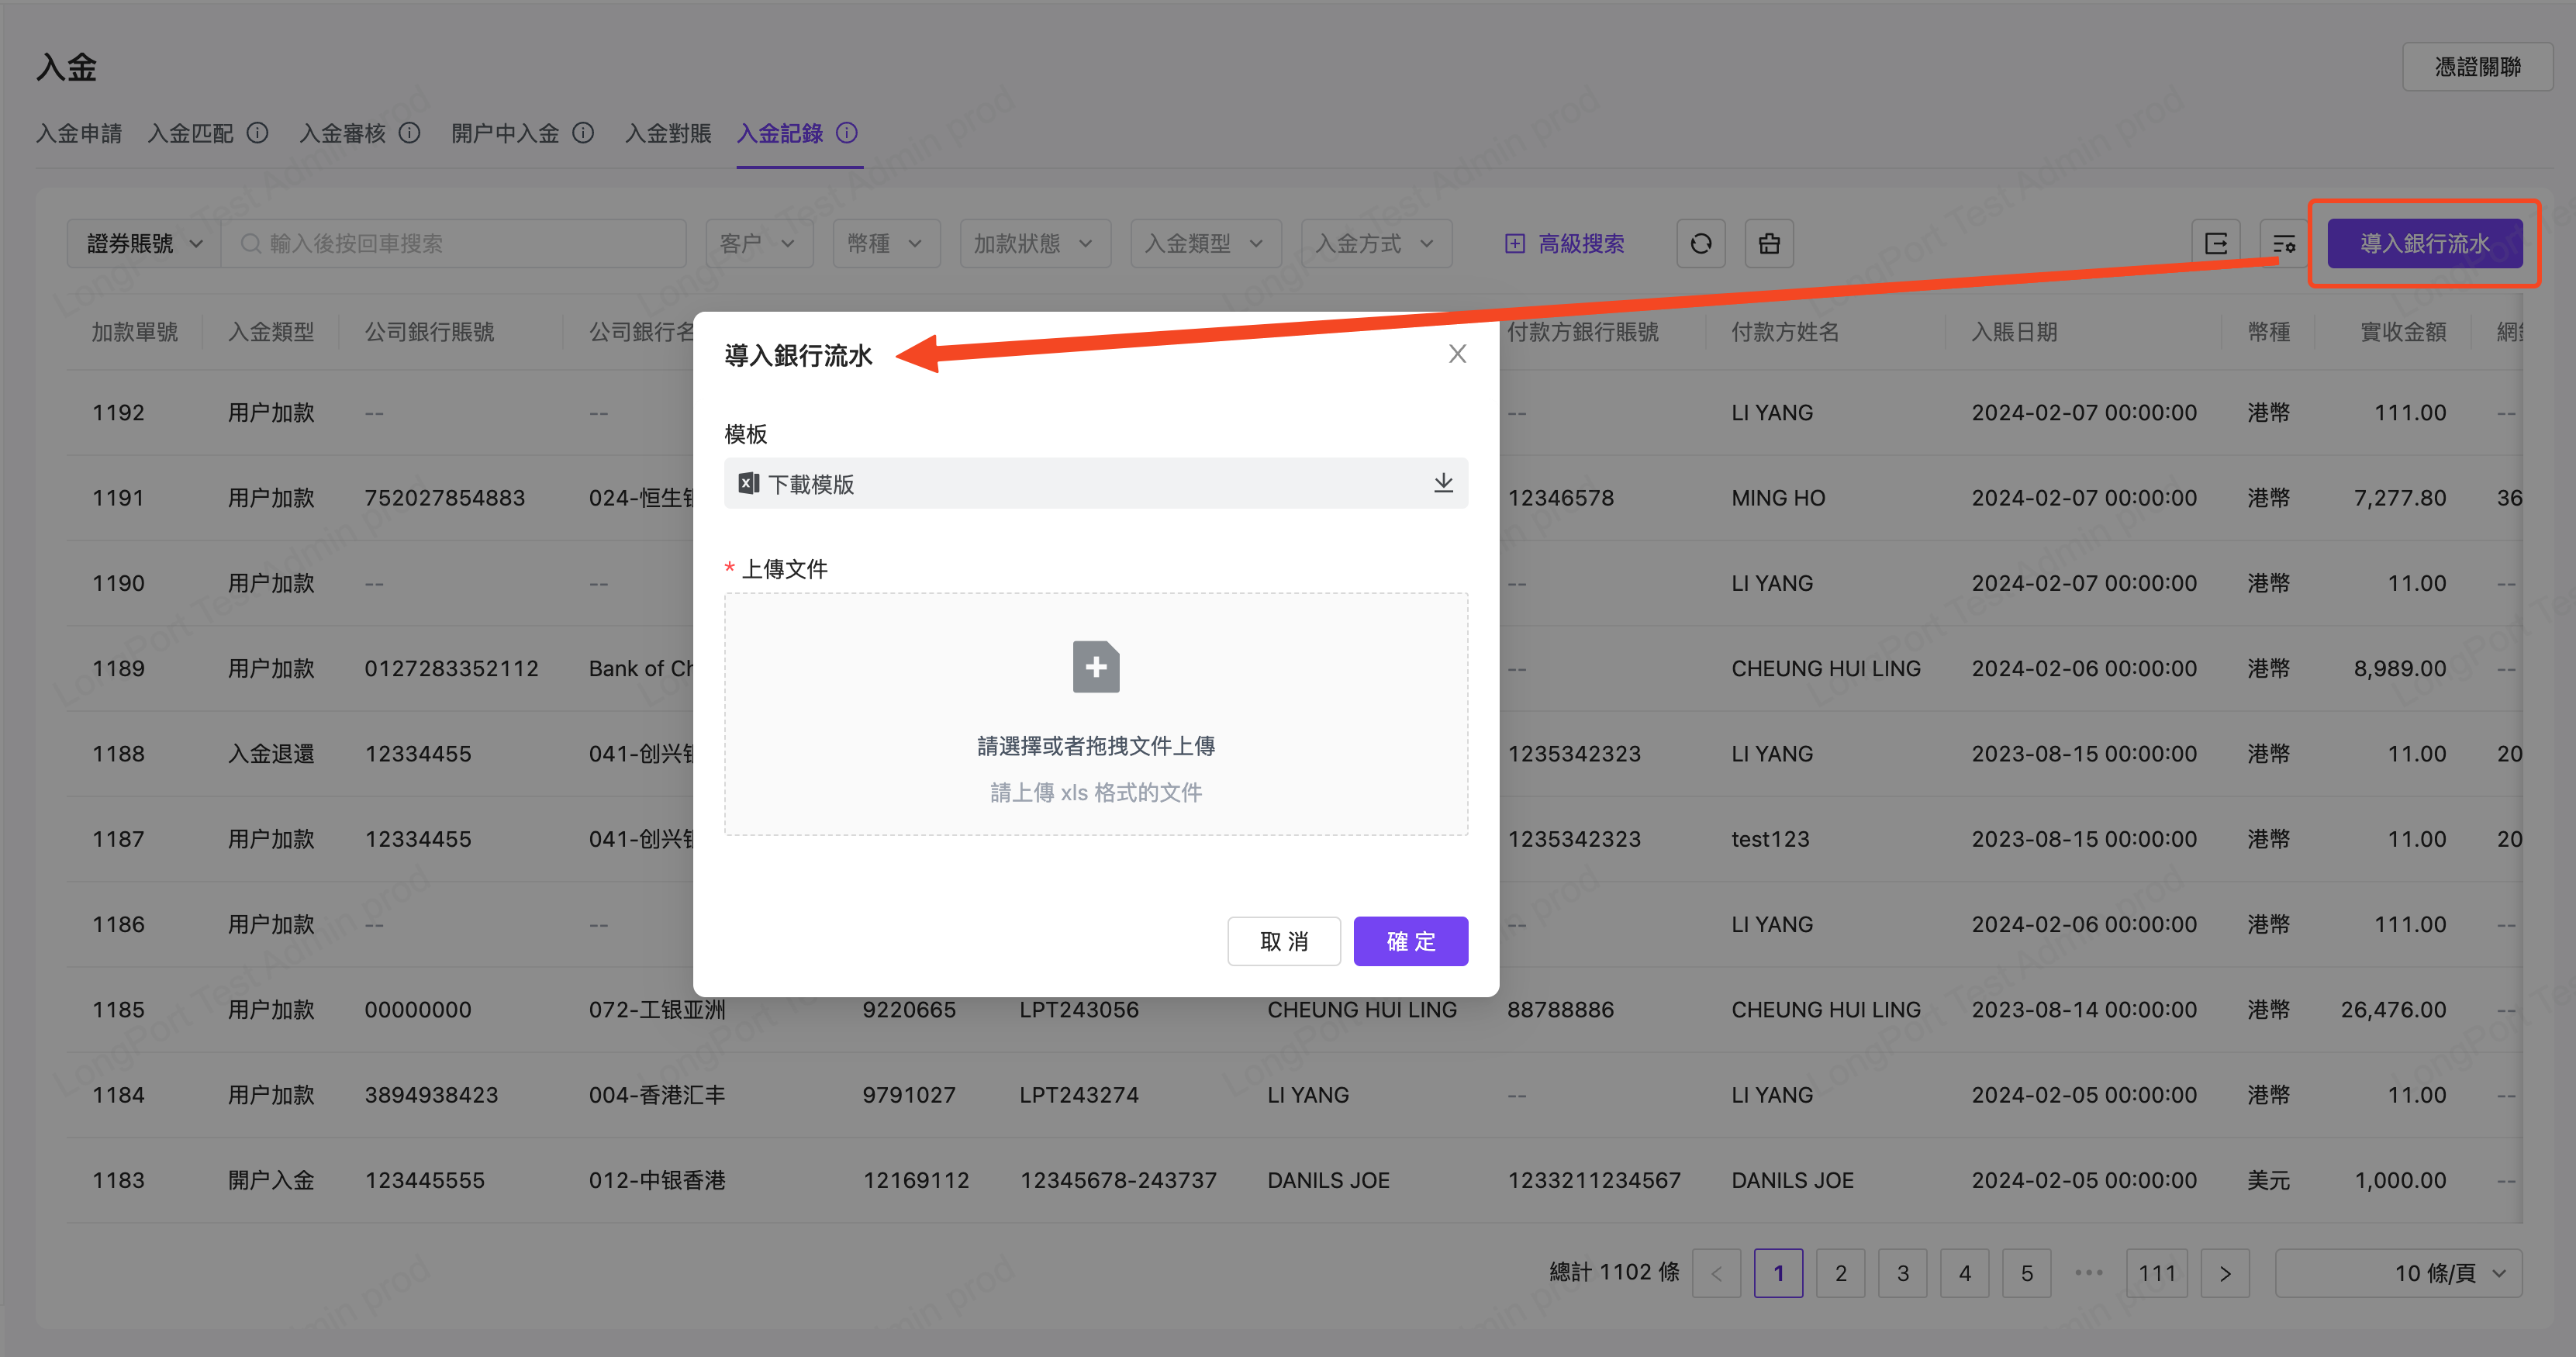 入金
憑證關聯
入金申請 入金匹配 入金審核 開户中入金 入金對賬 入金記錄
證券賬號 輸入後按回車搜索 客户 幣種 加款狀態 入金類型 入金方式 高級搜索 導入銀行流水
加款單號 入金類型 公司銀行賬號 公司銀行名 付款方銀行賬號 付款方姓名 入賬日期 幣種 實收金額
導入銀行流水
模板
下載模版
* 上傳文件
請選擇或者拖拽文件上傳
請上傳 xls 格式的文件
取 消 確 定
1192 用户加款 -- -- -- LI YANG 2024-02-07 00:00:00 港幣 111.00 --
1191 用户加款 752027854883 024-恒生 12346578 MING HO 2024-02-07 00:00:00 港幣 7,277.80 36
1190 用户加款 -- -- -- LI YANG 2024-02-07 00:00:00 港幣 11.00 --
1189 用户加款 0127283352112 Bank of Ch -- CHEUNG HUI LING 2024-02-06 00:00:00 港幣 8,989.00 --
1188 入金退還 12334455 041-创兴 1235342323 LI YANG 2023-08-15 00:00:00 港幣 11.00 20
1187 用户加款 12334455 041-创兴 1235342323 test123 2023-08-15 00:00:00 港幣 11.00 20
1186 用户加款 -- -- -- LI YANG 2024-02-06 00:00:00 港幣 111.00 --
1185 用户加款 00000000 072-工银亚洲 9220665 LPT243056 CHEUNG HUI LING 88788886 CHEUNG HUI LING 2023-08-14 00:00:00 港幣 26,476.00 --
1184 用户加款 3894938423 004-香港汇丰 9791027 LPT243274 LI YANG -- LI YANG 2024-02-05 00:00:00 港幣 11.00 --
1183 開户入金 123445555 012-中银香港 12169112 12345678-243737 DANILS JOE 1233211234567 DANILS JOE 2024-02-05 00:00:00 美元 1,000.00 --
總計 1102 條 < 1 2 3 4 5 ••• 111 > 10 條/頁
LongPort Test Admin prod